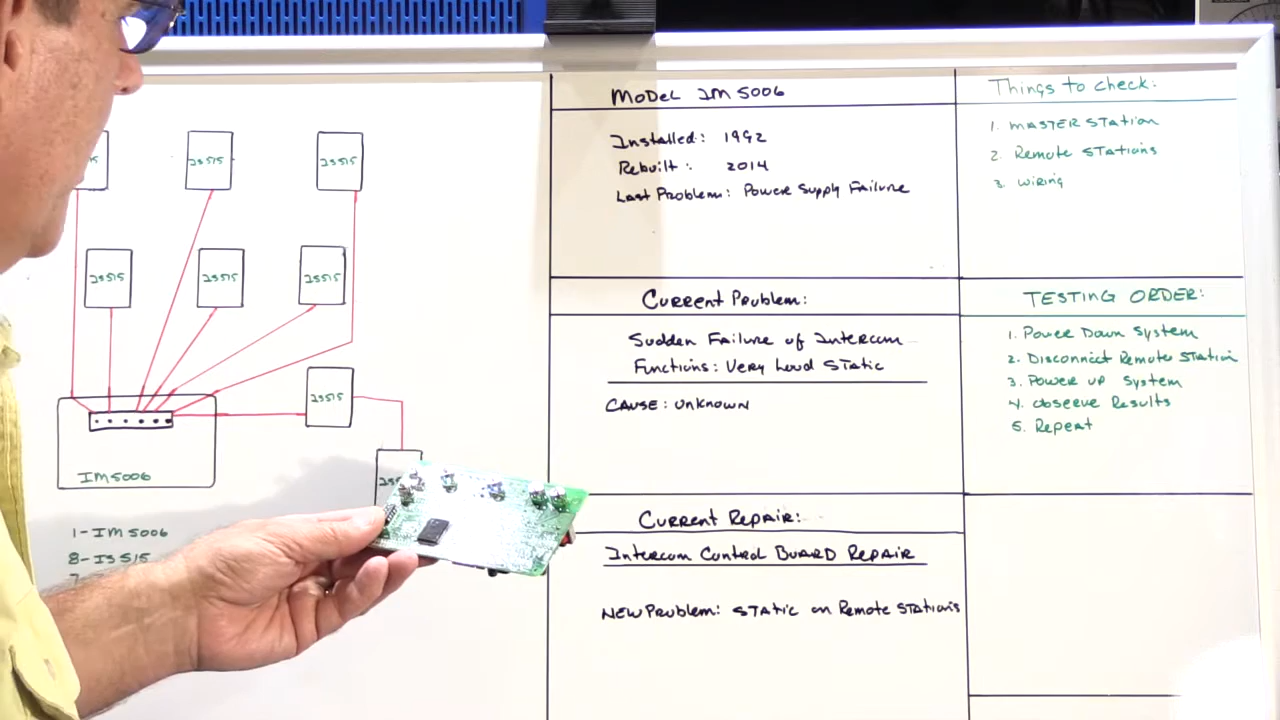 IS515
IS515
IS515
IS515
IS515
IS515
IM5006
1-IM5006
8-IS515
MODEL IM5006
Installed: 1992
Rebuilt: 2014
Last Problem: Power Supply Failure
Current Problem:
Sudden Failure of Intercom
Functions: Very Loud Static
CAUSE: UNKNOWN
Current Repair:
Intercom Control BOARD REPAIR
NEW Problem: STATIC on Remote STATIONS
Things to check:
1. MASTER STATION
2. Remote STATIONS
3. wiring
TESTING ORDER:
1. Power Down System
2. Disconnect Remote STATION
3. Power up System
4. Observe Results
5. Repeat